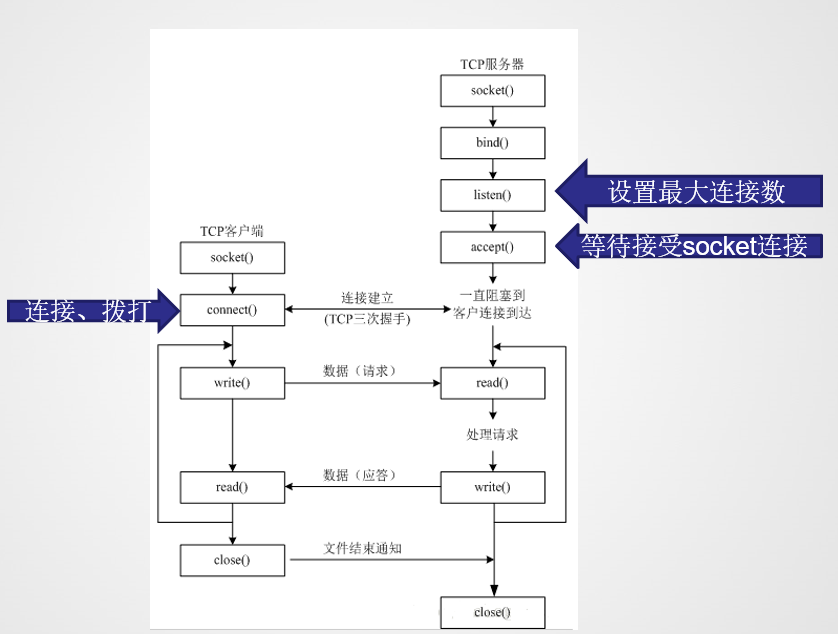 TCP服务器
socket()
bind()
listen()
设置最大连接数
accept()
等待接受socket连接
TCP客户端
socket()
连接、拨打
connect()
连接建立
(TCP三次握手)
一直阻塞到
客户连接到达
write()
数据（请求）
read()
处理请求
read()
数据（应答）
write()
close()
文件结束通知
close()